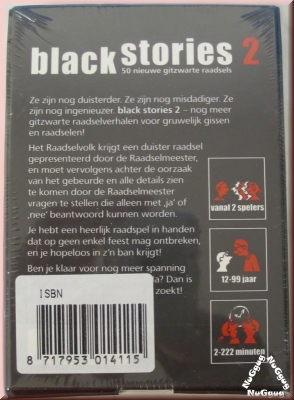 black stories 2
50 nieuwe gitzwarte raadsels
Ze zijn nog duisterder. Ze zijn nog misdadiger. Ze
zijn nog ingenieuzer. black stories 2 – nog meer
gitzwarte raadselverhalen voor gruwelijk gissen
en raadselen!
Het Raadselvolk krijgt een duister raadsel
gepresenteerd door de Raadselmeester,
en moet vervolgens achter de oorzaak
van het gebeurde en alle details zien
te komen door de Raadselmeester
vragen te stellen die alleen met ‚ja’ of
‚nee’ beantwoord kunnen worden.
Je hebt een heerlijk raadspel in handen
dat op geen enkel feest mag ontbreken,
en je hopeloos in z’n ban krijgt!
Ben je klaar voor nog meer spanning
da? Dan is
zoekt!
vanaf 2 spelers
12-99 jaar
2-222 minuten
ISBN
8 717953 014115
NuGgug
NuGgug
NuGgug